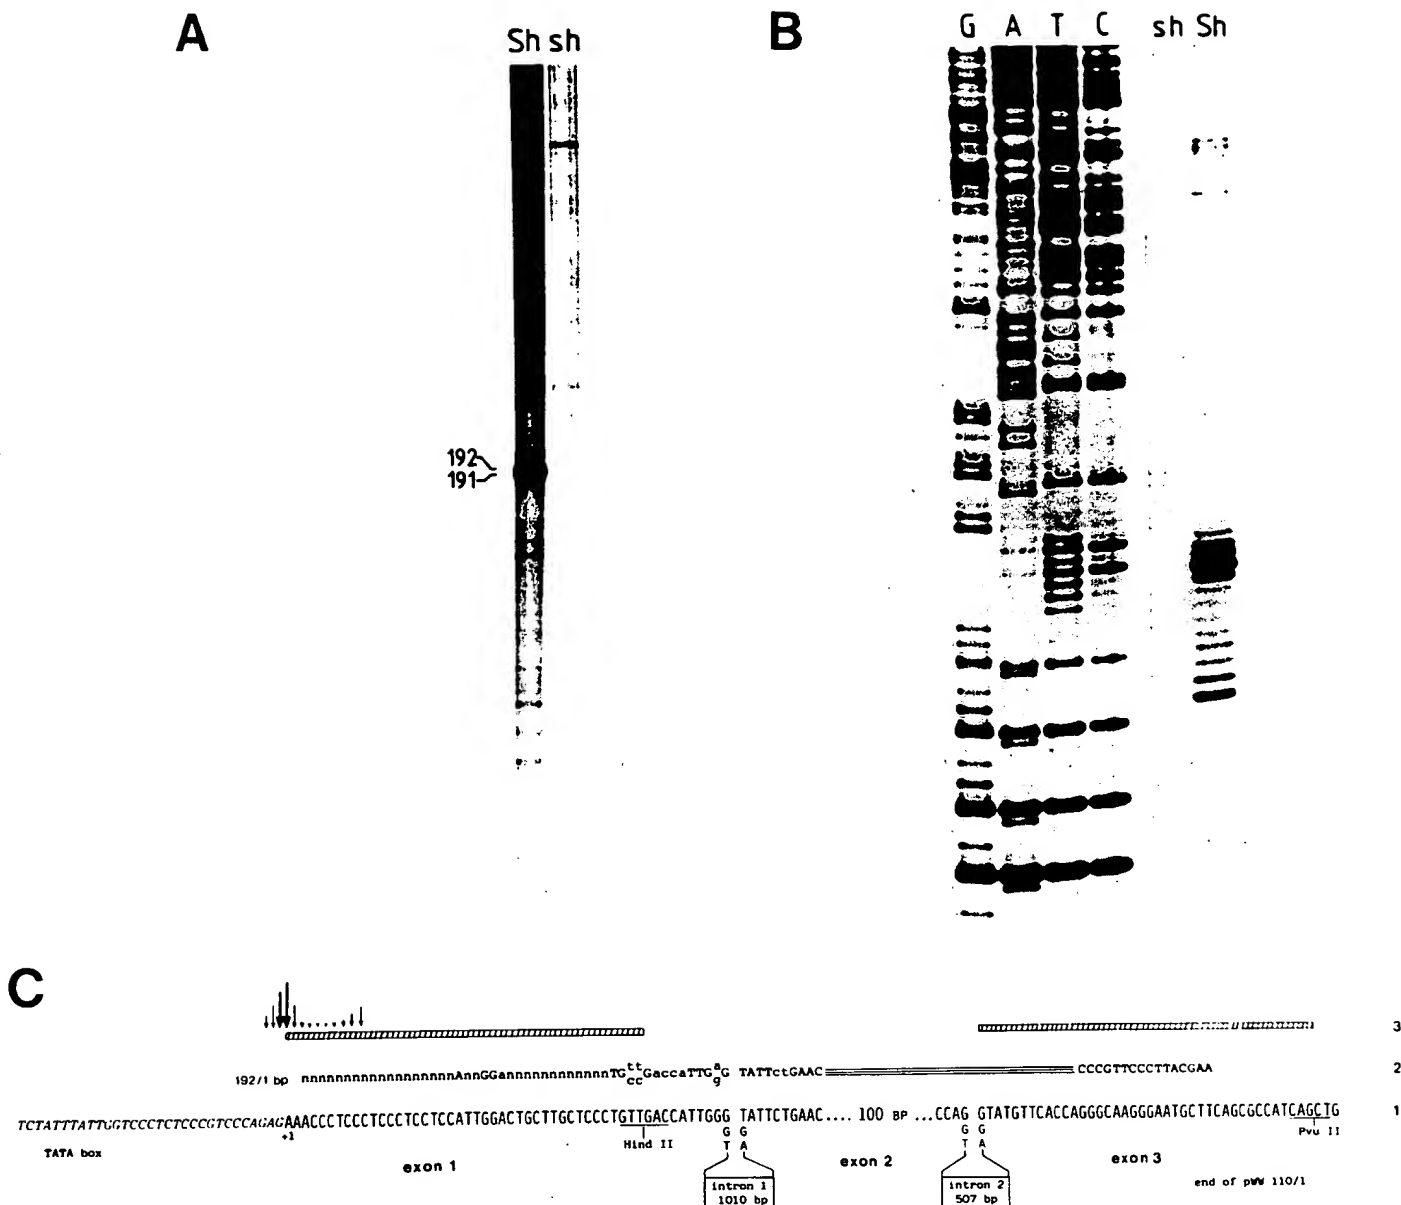 A
Sh sh
192
191
B
G A T C sh Sh
C
3
192/1 bp nnnnnnnnnnnnnnnnnnnnnAnnGGannnnnnnnnnnnnnTG tt GaccaTTG a G TATTctGAAC CCCGTTCCCTTACGAA 2
cc g
TCTATTTATTGGTCCCTCTCCCGTCCCAGAGAAACCCTCCCTCCCTCCTCCATTGGACTGCTTGCTCCCTGTTGACCATTGGG TATTCTGAAC.... 100 BP ...CCAG GTATGTTCACCAGGGCAAGGGAATGCTTCAGCGCCATCAGCTG 1
+1 Hind II G G G G Pvu II
T A T A
TATA box exon 1 exon 2 exon 3
intron 1 intron 2 end of pWW 110/1
1010 bp 507 bp